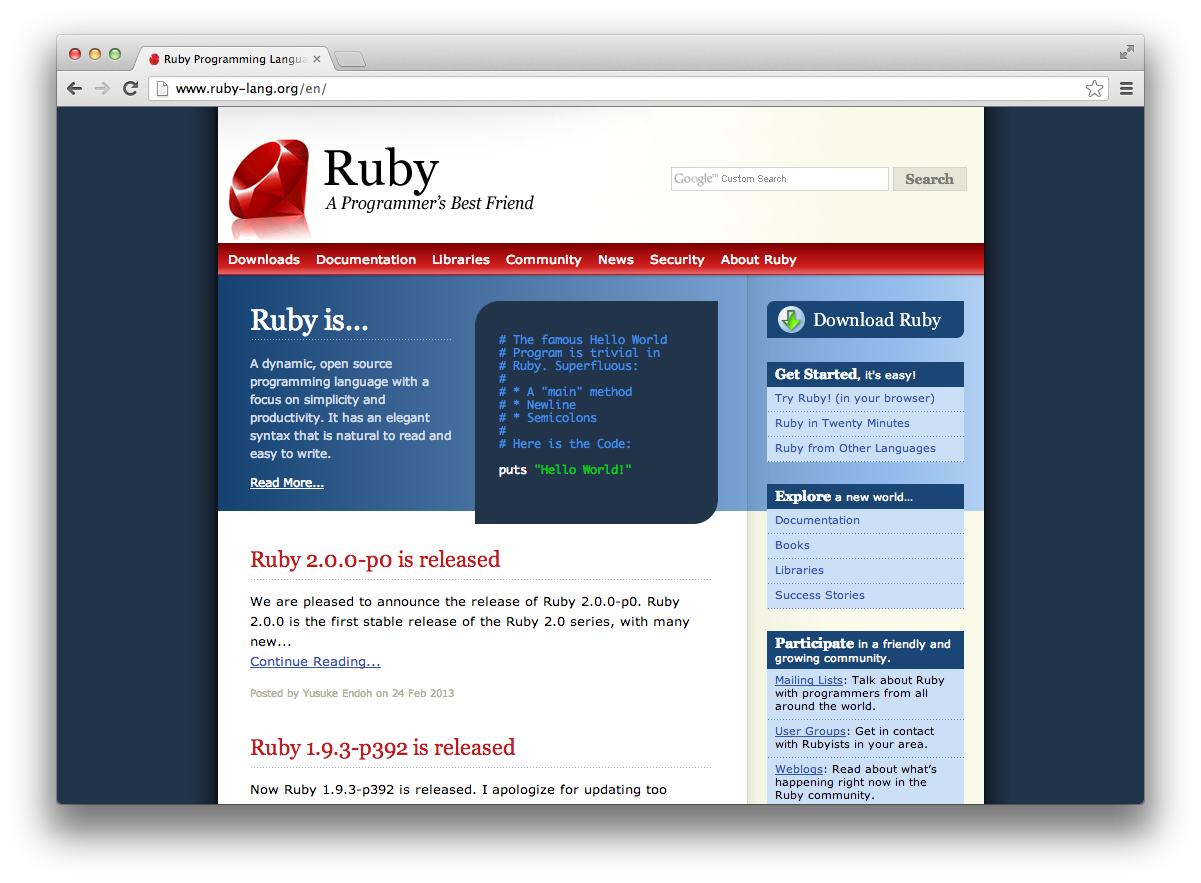 Ruby Programming Langua
www.ruby-lang.org/en/
Ruby
A Programmer's Best Friend
Google™ Custom Search
Search
Downloads Documentation Libraries Community News Security About Ruby
Ruby is...
A dynamic, open source
programming language with a
focus on simplicity and
productivity. It has an elegant
syntax that is natural to read and
easy to write.
Read More...
# The famous Hello World
# Program is trivial in
# Ruby. Superfluous:
#
# * A "main" method
# * Newline
# * Semicolons
#
# Here is the Code:
puts "Hello World!"
Ruby 2.0.0-p0 is released
We are pleased to announce the release of Ruby 2.0.0-p0. Ruby
2.0.0 is the first stable release of the Ruby 2.0 series, with many
new...
Continue Reading...
Posted by Yusuke Endoh on 24 Feb 2013
Ruby 1.9.3-p392 is released
Now Ruby 1.9.3-p392 is released. I apologize for updating too
Download Ruby
Get Started, it's easy!
Try Ruby! (in your browser)
Ruby in Twenty Minutes
Ruby from Other Languages
Explore a new world...
Documentation
Books
Libraries
Success Stories
Participate in a friendly and
growing community.
Mailing Lists: Talk about Ruby
with programmers from all
around the world.
User Groups: Get in contact
with Rubyists in your area.
Weblogs: Read about what's
happening right now in the
Ruby community.